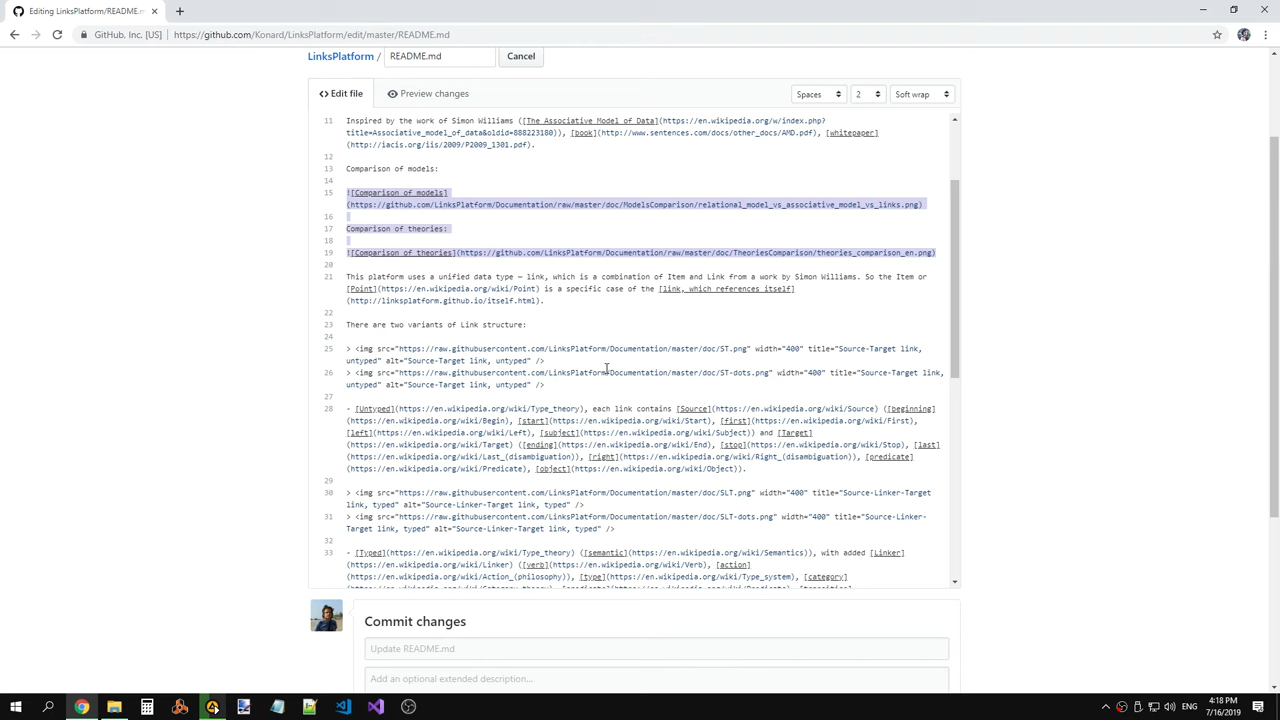 Editing LinksPlatform/README.m
GitHub, Inc. [US]
https://github.com/Konard/LinksPlatform/edit/master/README.md
LinksPlatform / README.md Cancel
Edit file
Preview changes
Spaces
2
Soft wrap
11 Inspired by the work of Simon Williams ([The Associative Model of Data](https://en.wikipedia.org/w/index.php?
title=Associative_model_of_data&oldid=888223180)), [book](http://www.sentences.com/docs/other_docs/AMD.pdf), [whitepaper]
(http://iacis.org/iis/2009/P2009_1301.pdf).
12
13 Comparison of models:
14
15 ![Comparison of models]
(https://github.com/LinksPlatform/Documentation/raw/master/doc/ModelsComparison/relational_model_vs_associative_model_vs_links.png)
16
17 Comparison of theories:
18
19 ![Comparison of theories](https://github.com/LinksPlatform/Documentation/raw/master/doc/TheoriesComparison/theories_comparison_en.png)
20
21 This platform uses a unified data type – link, which is a combination of Item and Link from a work by Simon Williams. So the Item or
[Point](https://en.wikipedia.org/wiki/Point) is a specific case of the [link, which references itself]
(http://linksplatform.github.io/itself.html).
22
23 There are two variants of Link structure:
24
25 > <img src="https://raw.githubusercontent.com/LinksPlatform/Documentation/master/doc/ST.png" width="400" title="Source-Target link,
untyped" alt="Source-Target link, untyped" />
26 > <img src="https://raw.githubusercontent.com/LinksPlatform/Documentation/master/doc/ST-dots.png" width="400" title="Source-Target link,
untyped" alt="Source-Target link, untyped" />
27
28 - [Untyped](https://en.wikipedia.org/wiki/Type_theory), each link contains [Source](https://en.wikipedia.org/wiki/Source) ([beginning]
(https://en.wikipedia.org/wiki/Begin), [start](https://en.wikipedia.org/wiki/Start), [first](https://en.wikipedia.org/wiki/First),
[left](https://en.wikipedia.org/wiki/Left), [subject](https://en.wikipedia.org/wiki/Subject)) and [Target]
(https://en.wikipedia.org/wiki/Target) ([ending](https://en.wikipedia.org/wiki/End), [stop](https://en.wikipedia.org/wiki/Stop), [last]
(https://en.wikipedia.org/wiki/Last_(disambiguation)), [right](https://en.wikipedia.org/wiki/Right_(disambiguation)), [predicate]
(https://en.wikipedia.org/wiki/Predicate), [object](https://en.wikipedia.org/wiki/Object)).
29
30 > <img src="https://raw.githubusercontent.com/LinksPlatform/Documentation/master/doc/SLT.png" width="400" title="Source-Linker-Target
link, typed" alt="Source-Linker-Target link, typed" />
31 > <img src="https://raw.githubusercontent.com/LinksPlatform/Documentation/master/doc/SLT-dots.png" width="400" title="Source-Linker-
Target link, typed" alt="Source-Linker-Target link, typed" />
32
33 - [Typed](https://en.wikipedia.org/wiki/Type_theory) ([semantic](https://en.wikipedia.org/wiki/Semantics)), with added [Linker]
(https://en.wikipedia.org/wiki/Linker) ([verb](https://en.wikipedia.org/wiki/Verb), [action]
(https://en.wikipedia.org/wiki/Action_(philosophy)), [type](https://en.wikipedia.org/wiki/Type_system), [category]
Commit changes
Update README.md
Add an optional extended description...
ENG
4:18 PM
7/16/2019